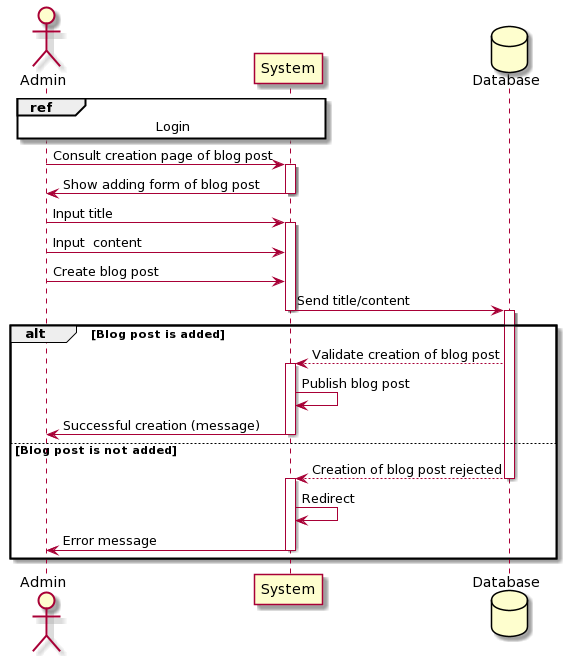 Admin
System
Database
ref
Login
Consult creation page of blog post
Show adding form of blog post
Input title
Input  content
Create blog post
Send title/content
alt [Blog post is added]
Validate creation of blog post
Publish blog post
Successful creation (message)
[Blog post is not added]
Creation of blog post rejected
Redirect
Error message
Admin
System
Database